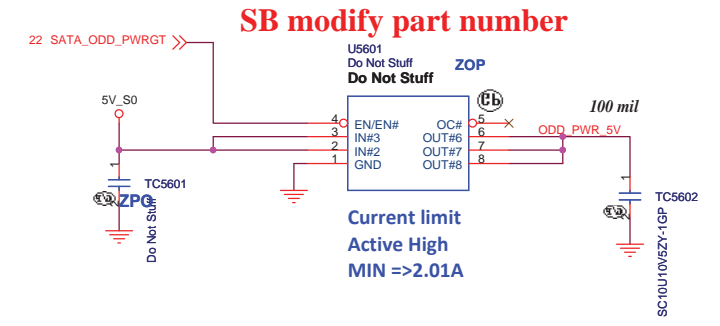 SB modify part number
22 SATA_ODD_PWRGT
U5601
Do Not Stuff
Do Not Stuff
ZOP
5V_S0
100 mil
4 EN/EN# OC# 5
3 IN#3 OUT#6 6
2 IN#2 OUT#7 7
1 GND OUT#8 8
ODD_PWR_5V
1
TC5601
ZPO
Do Not Stuff
1
TC5602
SC10U10V5ZY-1GP
Current limit
Active High
MIN =>2.01A